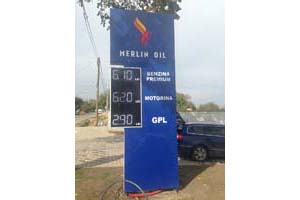 MERLIN OIL
6.10 BENZINA
PREMIUM
6.20 MOTORINA
2.90 GPL